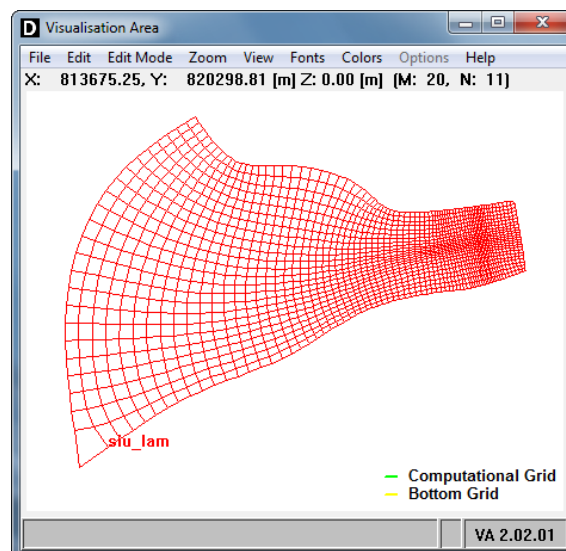 D Visualisation Area
File Edit Edit Mode Zoom View Fonts Colors Options Help
X: 813675.25, Y: 820298.81 [m] Z: 0.00 [m] (M: 20, N: 11)
siu_lam
Computational Grid
Bottom Grid
VA 2.02.01